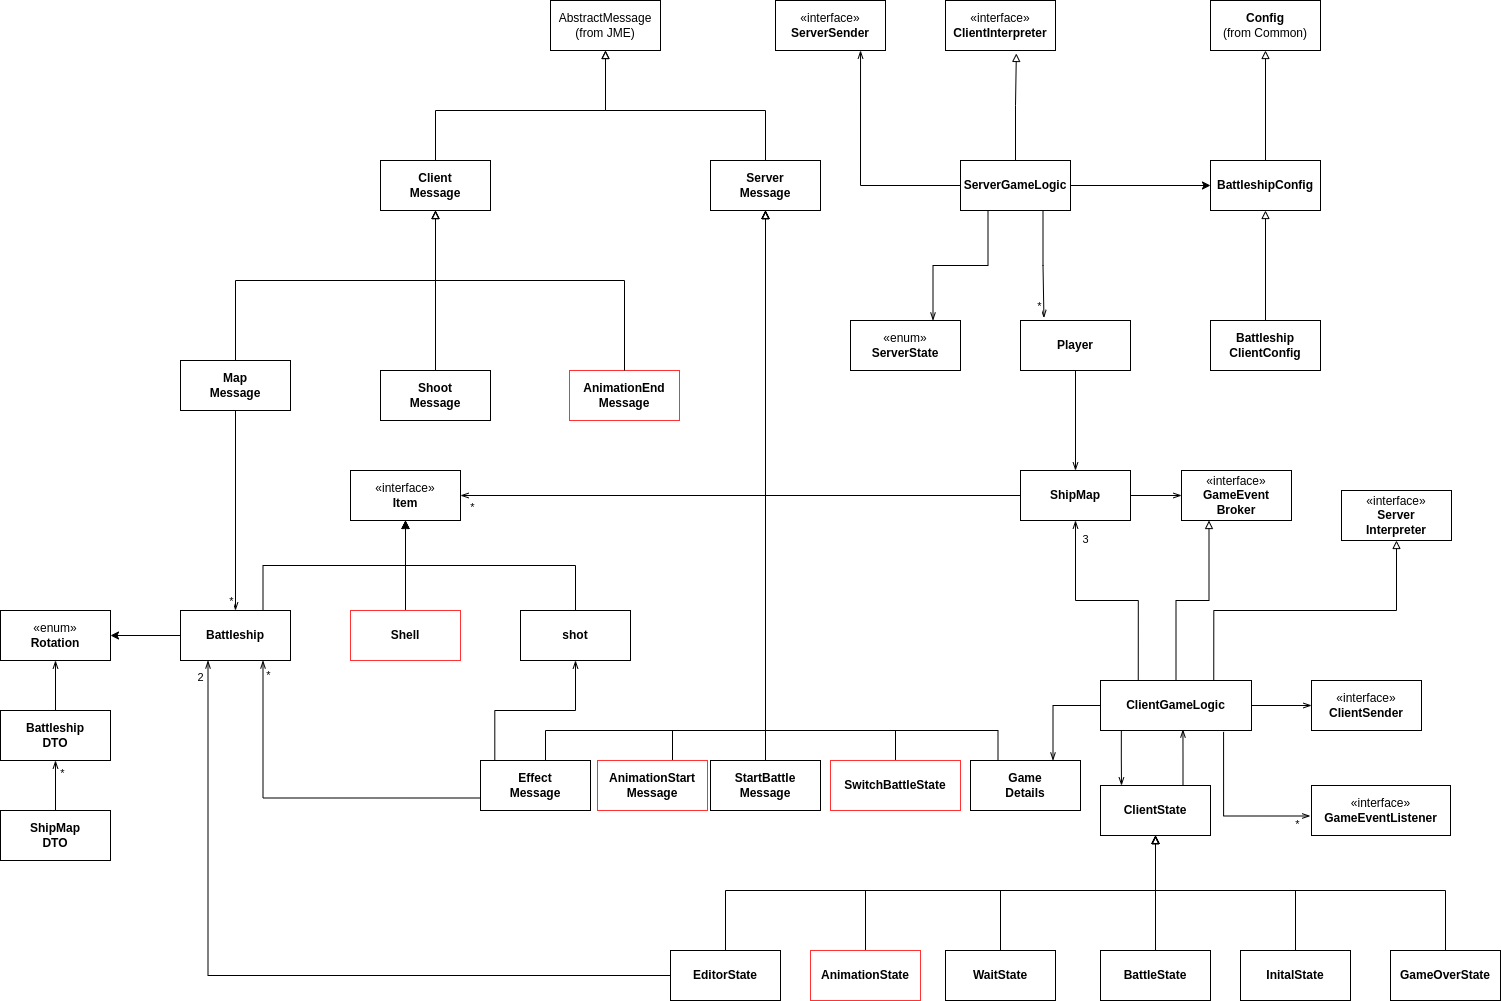 AbstractMessage
(from JME)
«interface»
ServerSender
«interface»
ClientInterpreter
Config
(from Common)
Client
Message
Server
Message
ServerGameLogic
BattleshipConfig
*
«enum»
ServerState
Player
Battleship
ClientConfig
Map
Message
Shoot
Message
AnimationEnd
Message
«interface»
Item
*
ShipMap
«interface»
GameEvent
Broker
«interface»
Server
Interpreter
3
*
«enum»
Rotation
Battleship
Shell
shot
2
*
ClientGameLogic
«interface»
ClientSender
Battleship
DTO
*
Effect
Message
AnimationStart
Message
StartBattle
Message
SwitchBattleState
Game
Details
ClientState
«interface»
GameEventListener
*
ShipMap
DTO
EditorState
AnimationState
WaitState
BattleState
InitalState
GameOverState